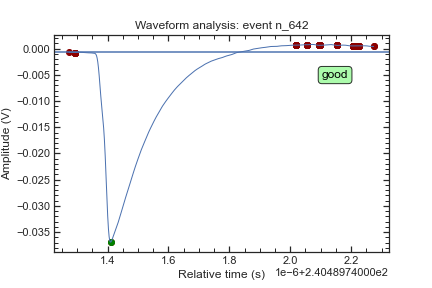 Waveform analysis: event n_642
0.000
−0.005
−0.010
−0.015
−0.020
−0.025
−0.030
−0.035
Amplitude (V)
good
1.4 1.6 1.8 2.0 2.2
Relative time (s)
1e-6+2.4048974000e2